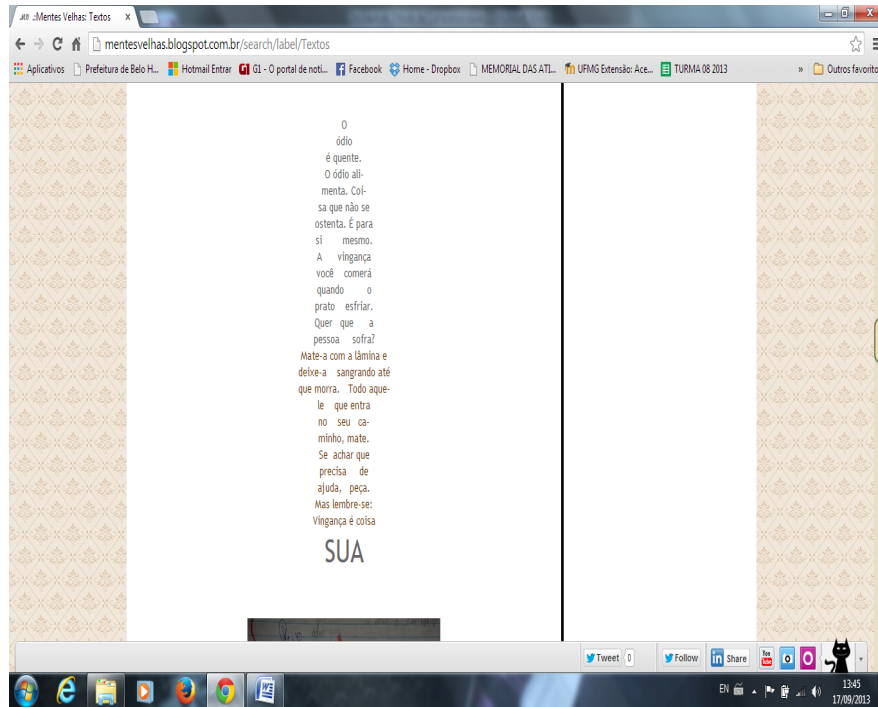 .::: .:Mentes Velhas: Textos
mentesvelhas.blogspot.com.br/search/label/Textos
Aplicativos Prefeitura de Belo H... Hotmail Entrar G1 - O portal de notí... Facebook Home - Dropbox MEMORIAL DAS ATI... UFMG Extensão: Ace... TURMA 08 2013 » Outros favorito
O
ódio
é quente.
O ódio ali-
menta. Coi-
sa que não se
ostenta. É para
si mesmo.
A vingança
você comerá
quando o
prato esfriar.
Quer que a
pessoa sofra?
Mate-a com a lâmina e
deixe-a sangrando até
que morra. Todo aque-
le que entra
no seu ca-
minho, mate.
Se achar que
precisa de
ajuda, peça.
Mas lembre-se:
Vingança é coisa
SUA
Tweet 0 Follow in Share You Tube
EN 13:45
17/09/2013